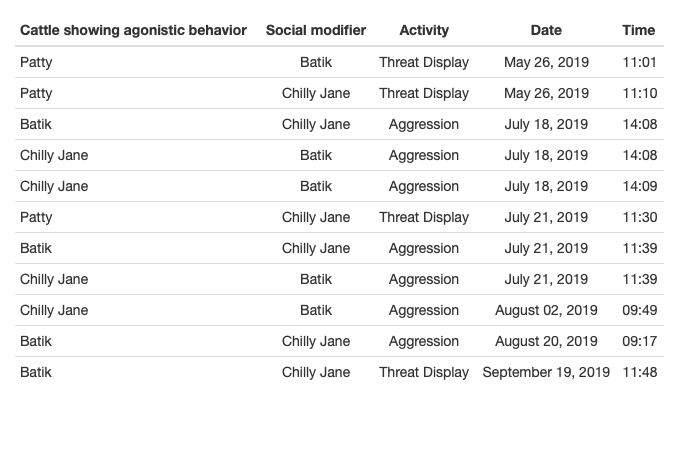 Cattle showing agonistic behavior Social modifier Activity Date Time
Patty Batik Threat Display May 26, 2019 11:01
Patty Chilly Jane Threat Display May 26, 2019 11:10
Batik Chilly Jane Aggression July 18, 2019 14:08
Chilly Jane Batik Aggression July 18, 2019 14:08
Chilly Jane Batik Aggression July 18, 2019 14:09
Patty Chilly Jane Threat Display July 21, 2019 11:30
Batik Chilly Jane Aggression July 21, 2019 11:39
Chilly Jane Batik Aggression July 21, 2019 11:39
Chilly Jane Batik Aggression August 02, 2019 09:49
Batik Chilly Jane Aggression August 20, 2019 09:17
Batik Chilly Jane Threat Display September 19, 2019 11:48